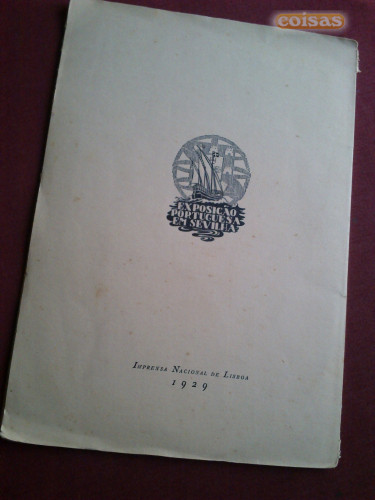 coisas
EXPOSIÇÃO
PORTUGUESA
EM SEVILHA
IMPRENSA NACIONAL DE LISBOA
1929